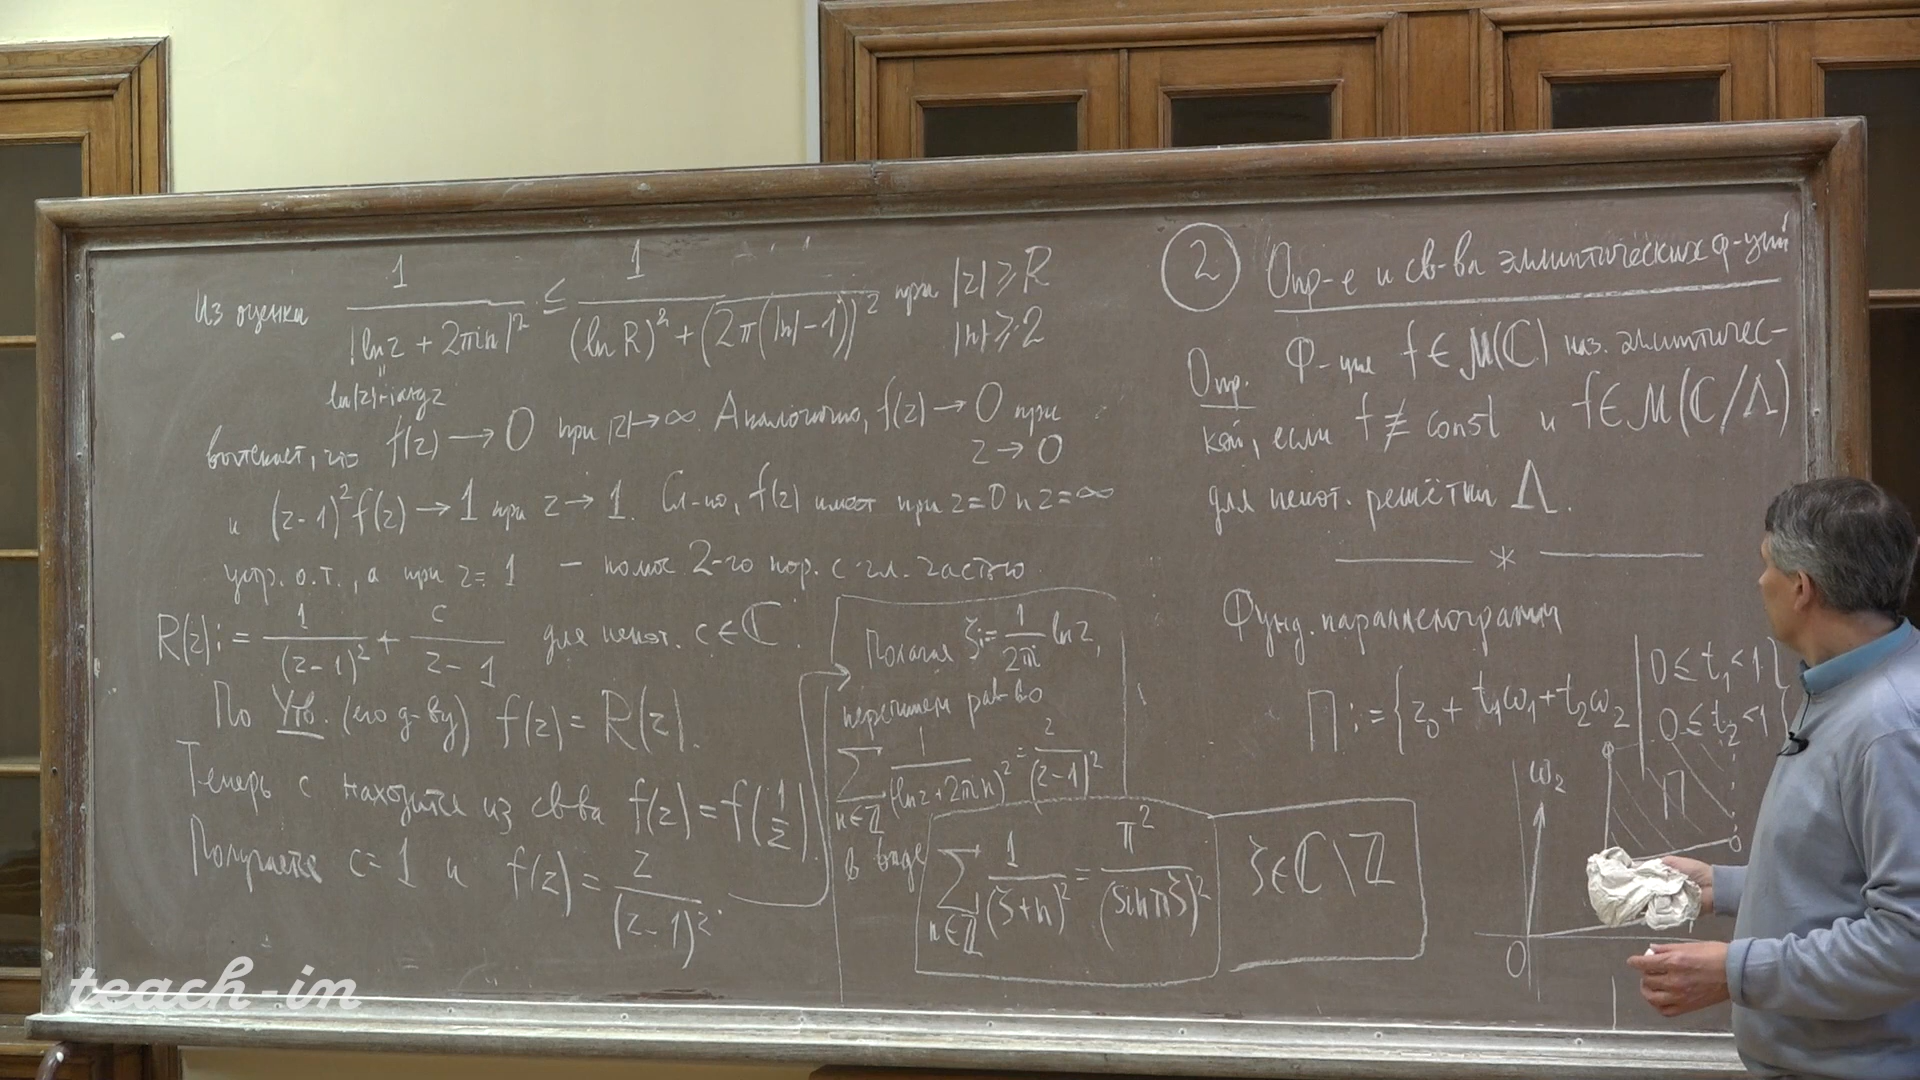 Из оценки 1/|ln z + 2πin|² ≤ 1/((ln R)² + (2π(|n|-1))²) при |z| ≥ R
|n| ≥ 2
ln|z|+i arg z
вытекает, что f(z) → 0 при |z|→∞. Аналогично, f(z) → 0 при
z → 0
и (z-1)² f(z) → 1 при z → 1. Сл-но, f(z) имеет при z=0 и z=∞
устр. о.т., а при z=1 — полюс 2-го пор. с гл. частью
R(z) := 1/(z-1)² + c/(z-1) для некот. c ∈ ℂ.
По Утв. (его д-ву) f(z) = R(z).
Теперь c находится из св-ва f(z) = f(1/z).
Получаете c=1 и f(z) = z/(z-1)².
Полагая ζ := 1/2πi ln z,
перепишем рав-во
∑ n∈ℤ 1/(ln z + 2πin)² = z/(z-1)²
в виде
∑ n∈ℤ 1/(ζ+n)² = π²/(sin πζ)² ζ ∈ ℂ \ ℤ
2 Опр-е и св-ва эллиптических ф-ций
Опр. Ф-ция f ∈ M(ℂ) наз. эллиптичес-
кой, если f ≢ const и f ∈ M(ℂ/Λ)
для некот. решётки Λ.
*
Фунд. параллелограмм
Π := {z₀ + t₁ω₁ + t₂ω₂ | 0 ≤ t₁ < 1
0 ≤ t₂ < 1}
ω₂
Π
0
teach-in